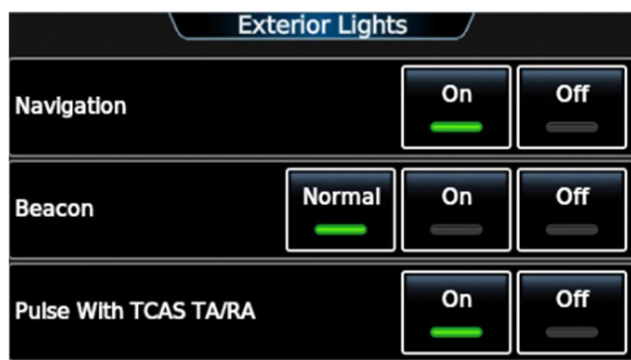 Exterior Lights
Navigation On Off
Beacon Normal On Off
Pulse With TCAS TA/RA On Off